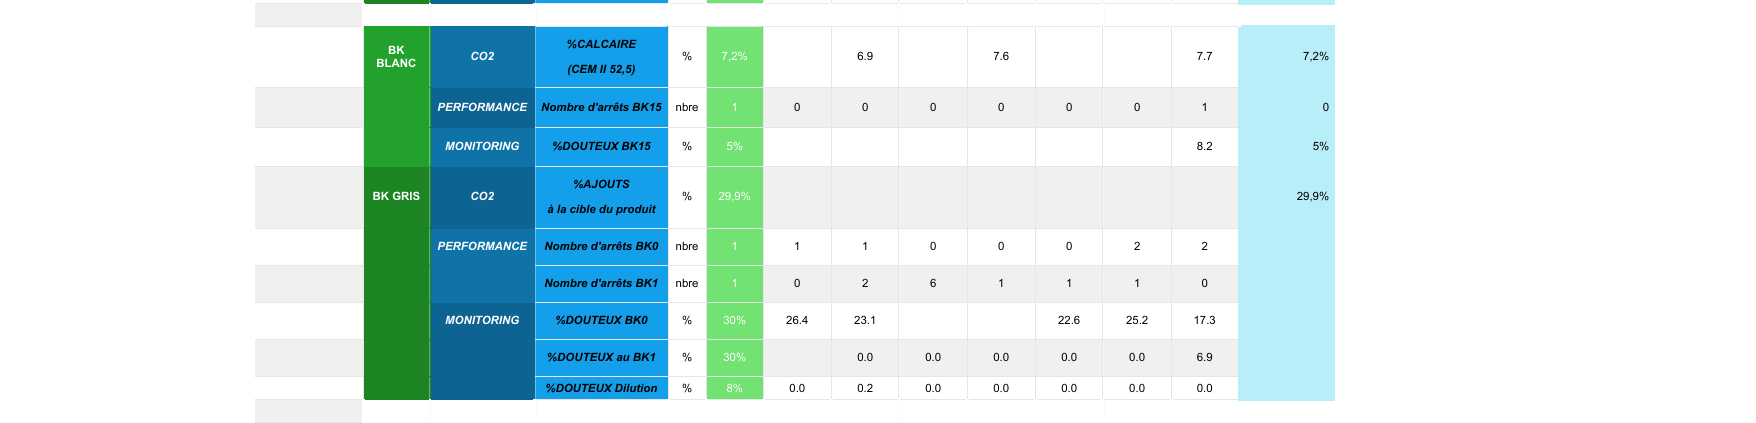 BK BLANC CO2 %CALCAIRE (CEM II 52,5) % 7,2% 6.9 7.6 7.7 7,2%
PERFORMANCE Nombre d'arrêts BK15 nbre 1 0 0 0 0 0 0 1 0
MONITORING %DOUTEUX BK15 % 5% 8.2 5%
BK GRIS CO2 %AJOUTS à la cible du produit % 29,9% 29,9%
PERFORMANCE Nombre d'arrêts BK0 nbre 1 1 1 0 0 0 2 2
Nombre d'arrêts BK1 nbre 1 0 2 6 1 1 1 0
MONITORING %DOUTEUX BK0 % 30% 26.4 23.1 22.6 25.2 17.3
%DOUTEUX au BK1 % 30% 0.0 0.0 0.0 0.0 0.0 6.9
%DOUTEUX Dilution % 8% 0.0 0.2 0.0 0.0 0.0 0.0 0.0